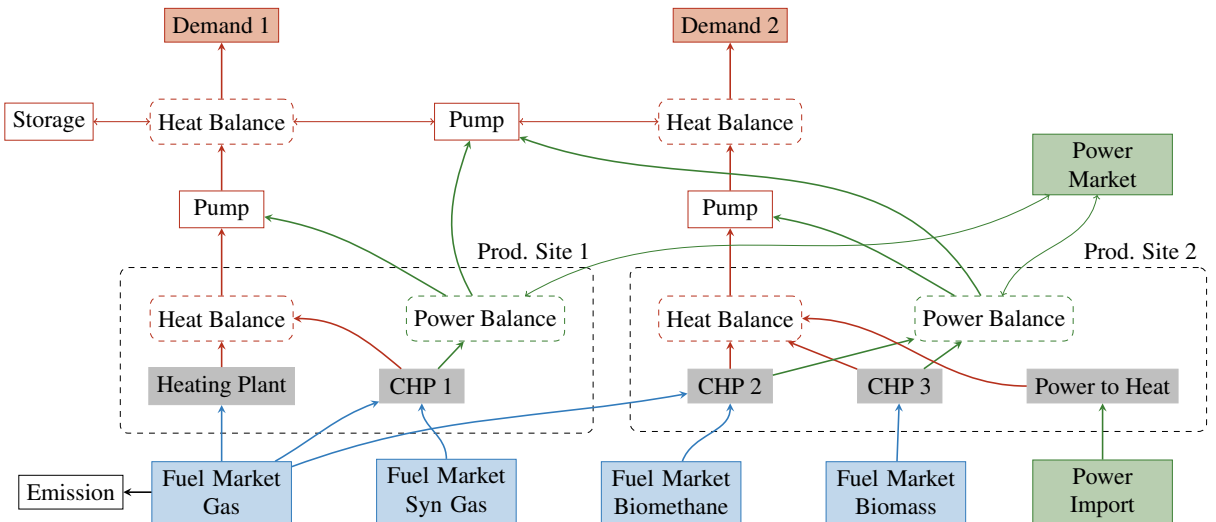 Demand 1
Demand 2
Storage
Heat Balance
Pump
Heat Balance
Power
Market
Pump
Pump
Prod. Site 1
Prod. Site 2
Heat Balance
Power Balance
Heat Balance
Power Balance
Heating Plant
CHP 1
CHP 2
CHP 3
Power to Heat
Emission
Fuel Market
Gas
Fuel Market
Syn Gas
Fuel Market
Biomethane
Fuel Market
Biomass
Power
Import